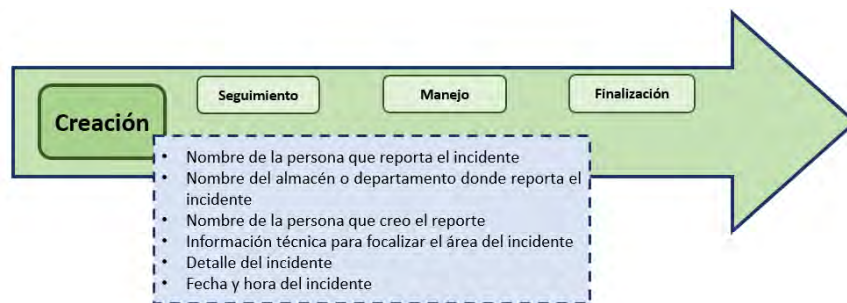 Creación
Seguimiento
Manejo
Finalización
• Nombre de la persona que reporta el incidente
• Nombre del almacén o departamento donde reporta el
incidente
• Nombre de la persona que creo el reporte
• Información técnica para focalizar el área del incidente
• Detalle del incidente
• Fecha y hora del incidente